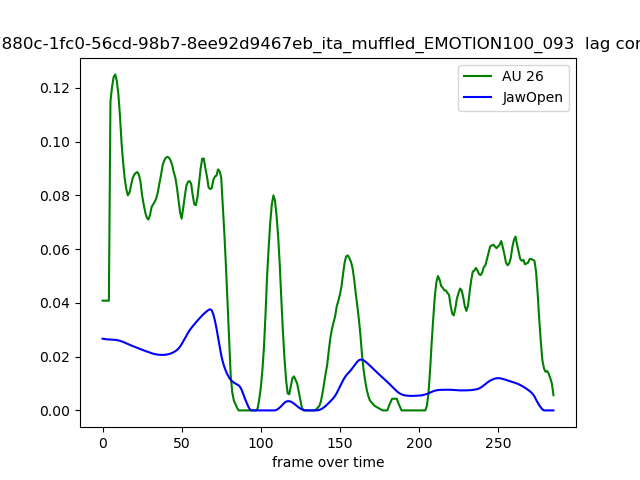 880c-1fc0-56cd-98b7-8ee92d9467eb_ita_muffled_EMOTION100_093 lag
AU 26
JawOpen
0.12
0.10
0.08
0.06
0.04
0.02
0.00
0 50 100 150 200 250
frame over time